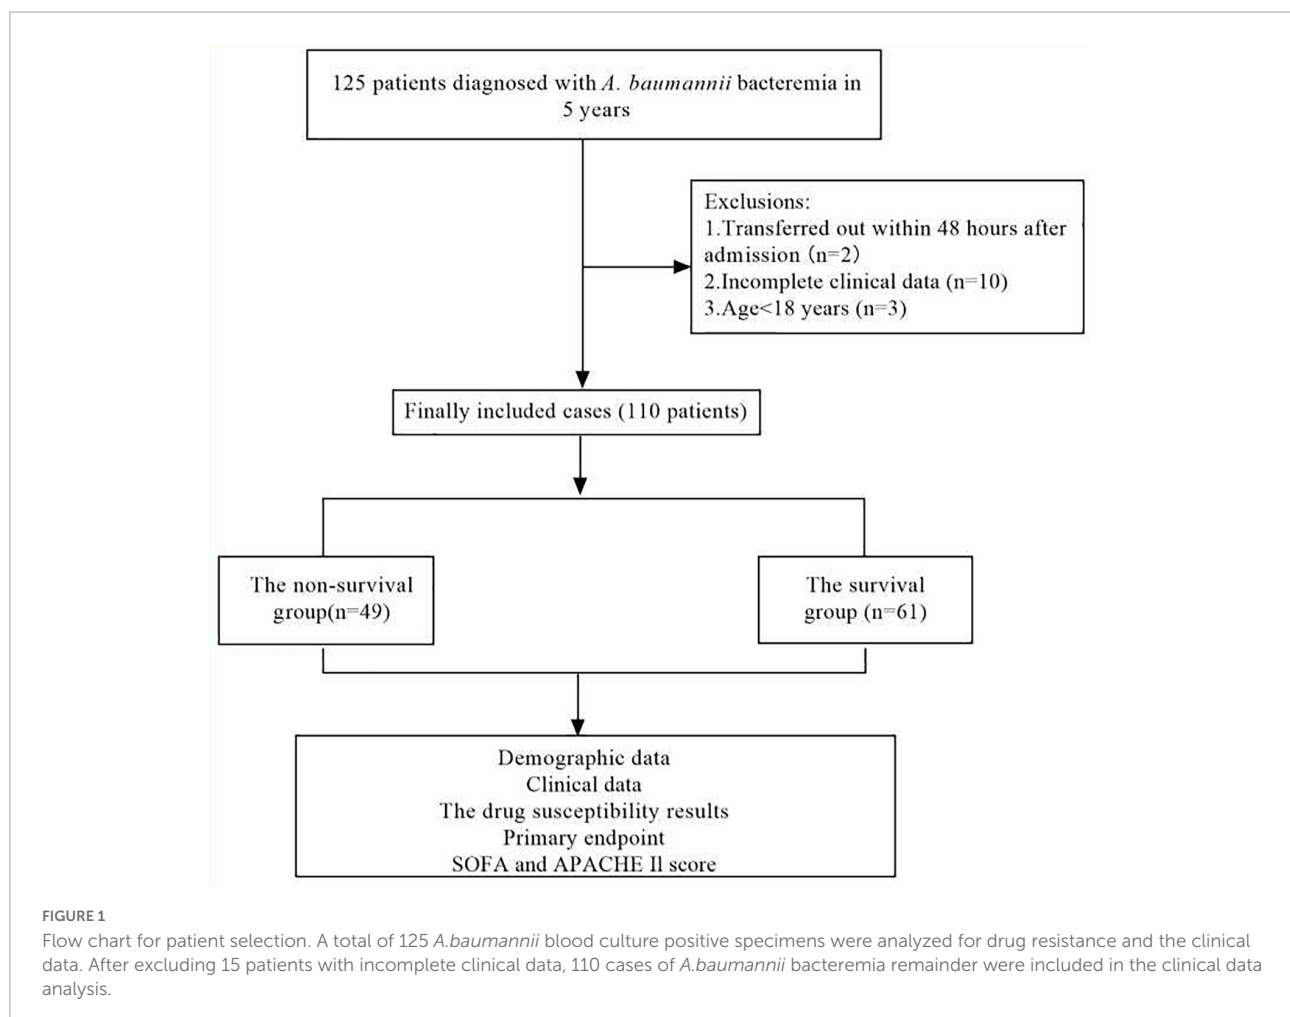 125 patients diagnosed with A. baumannii bacteremia in
5 years
Exclusions:
1.Transferred out within 48 hours after
admission (n=2)
2.Incomplete clinical data (n=10)
3.Age<18 years (n=3)
Finally included cases (110 patients)
The non-survival
group(n=49)
The survival
group (n=61)
Demographic data
Clinical data
The drug susceptibility results
Primary endpoint
SOFA and APACHE II score
FIGURE 1
Flow chart for patient selection. A total of 125 A.baumannii blood culture positive specimens were analyzed for drug resistance and the clinical
data. After excluding 15 patients with incomplete clinical data, 110 cases of A.baumannii bacteremia remainder were included in the clinical data
analysis.